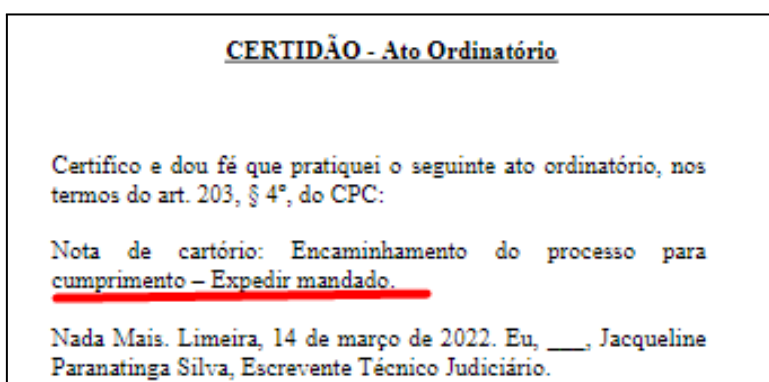 CERTIDÃO - Ato Ordinatório
Certifico e dou fé que pratiquei o seguinte ato ordinatório, nos
termos do art. 203, § 4°, do CPC:
Nota de cartório: Encaminhamento do processo para
cumprimento – Expedir mandado.
Nada Mais. Limeira, 14 de março de 2022. Eu, ___, Jacqueline
Paranatinga Silva, Escrevente Técnico Judiciário.